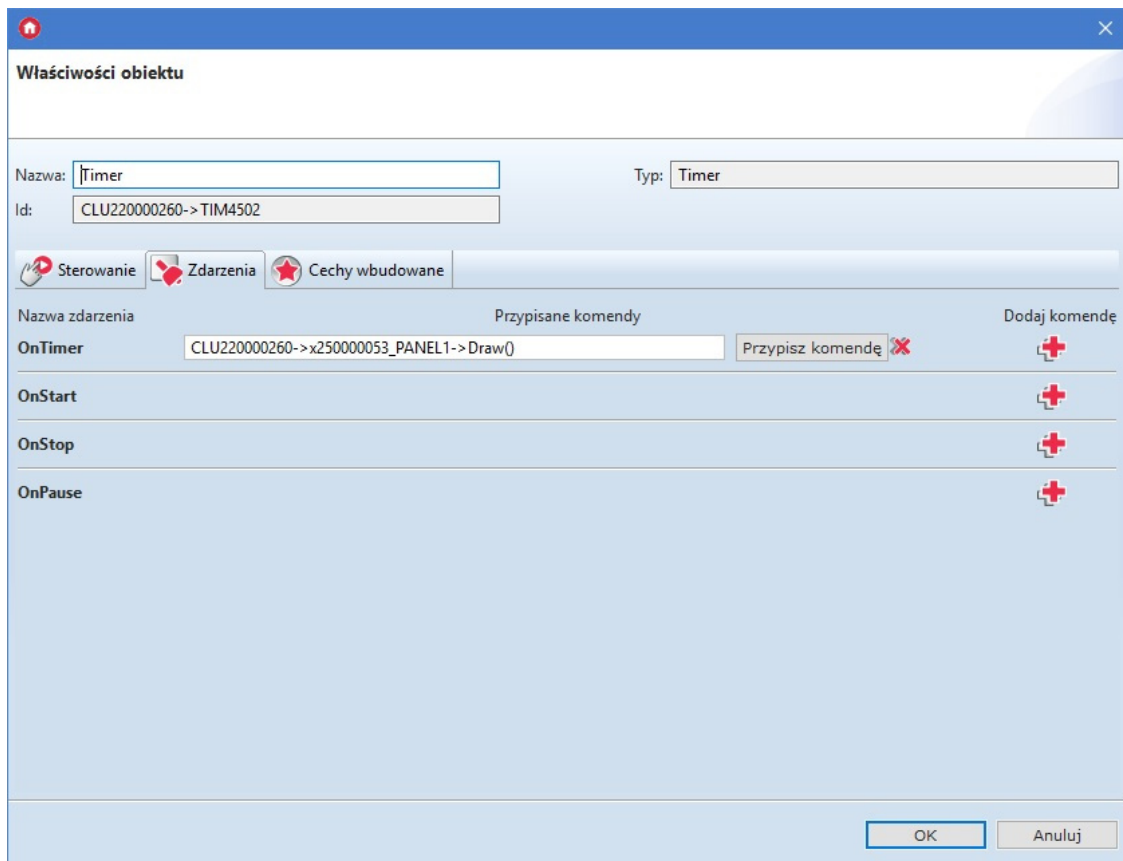 Właściwości obiektu
Nazwa: Timer Typ: Timer
Id: CLU220000260->TIM4502
Sterowanie Zdarzenia Cechy wbudowane
Nazwa zdarzenia Przypisane komendy Dodaj komendę
OnTimer CLU220000260->x250000053_PANEL1->Draw() Przypisz komendę
OnStart
OnStop
OnPause
OK Anuluj